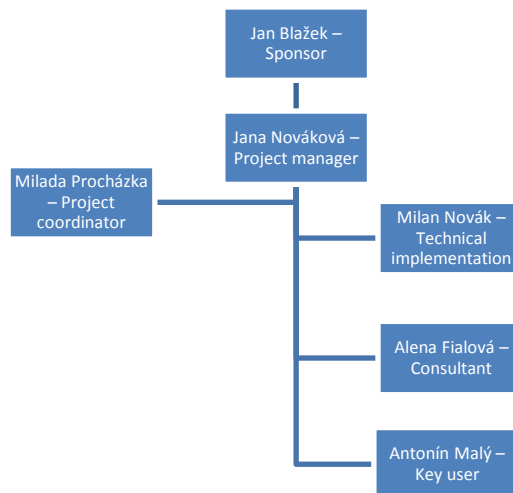 Jan Blažek –
Sponsor
Jana Nováková –
Project manager
Milada Procházka
– Project
coordinator
Milan Novák –
Technical
implementation
Alena Fialová –
Consultant
Antonín Malý –
Key user